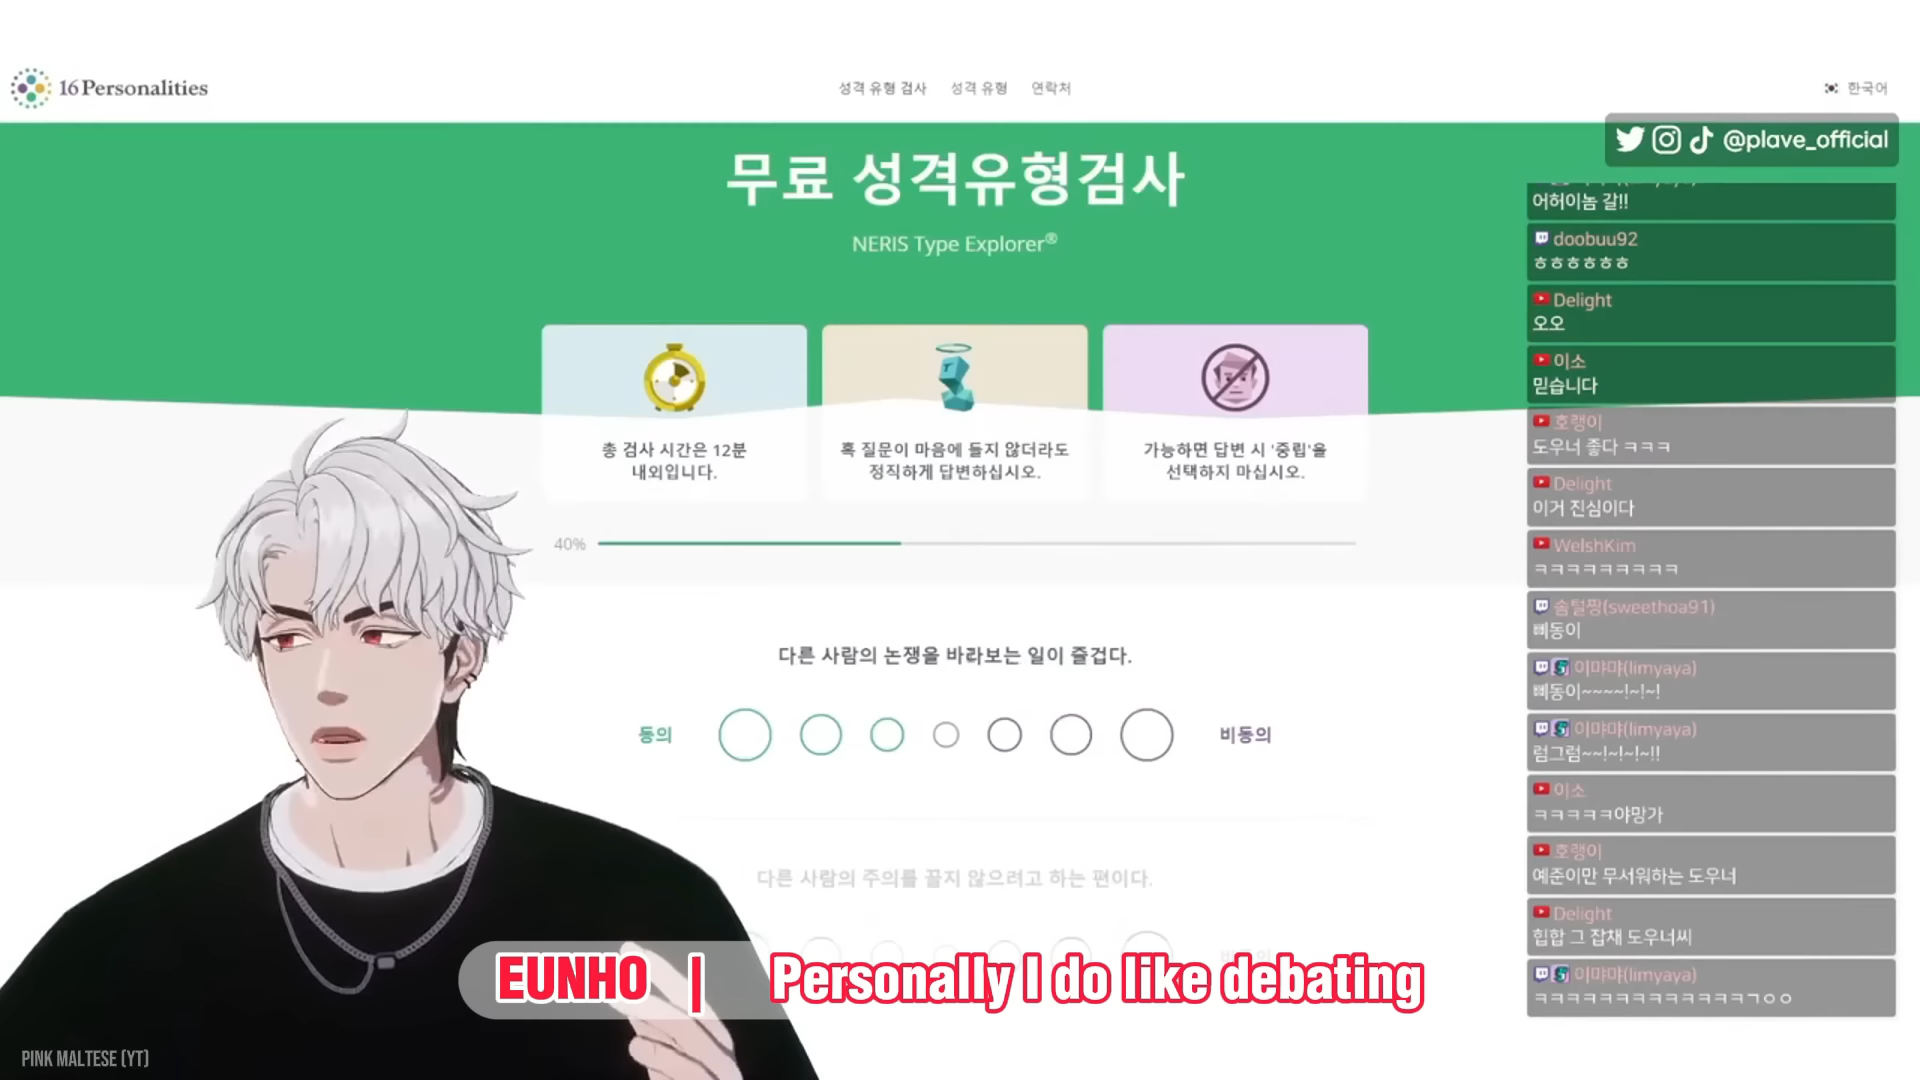 16Personalities
성격 유형 검사 성격 유형 연락처
한국어
@plave_official
무료 성격유형검사
NERIS Type Explorer®
총 검사 시간은 12분
내외입니다.
혹 질문이 마음에 들지 않더라도
정직하게 답변하십시오.
가능하면 답변 시 '중립'을
선택하지 마십시오.
40%
다른 사람의 논쟁을 바라보는 일이 즐겁다.
동의
비동의
다른 사람의 주의를 끌지 않으려고 하는 편이다.
어허이놈 갈!!
doobuu92
ㅎㅎㅎㅎㅎㅎ
Delight
오오
이소
믿습니다
호랭이
도우너 좋다 ㅋㅋㅋ
Delight
이거 진심이다
WelshKim
ㅋㅋㅋㅋㅋㅋㅋㅋㅋ
솜털찡(sweethoa91)
삐동이
이먀먀(limyaya)
삐동이~~~~!~!~!
이먀먀(limyaya)
럼그럼~~!~!~!~!!
이소
ㅋㅋㅋㅋㅋ야망가
호랭이
예준이만 무서워하는 도우너
Delight
힙합 그 잡채 도우너씨
이먀먀(limyaya)
ㅋㅋㅋㅋㅋㅋㅋㅋㅋㅋㅋㅋㅋㄱㅇㅇ
EUNHO | Personally I do like debating
PINK MALTESE (YT)